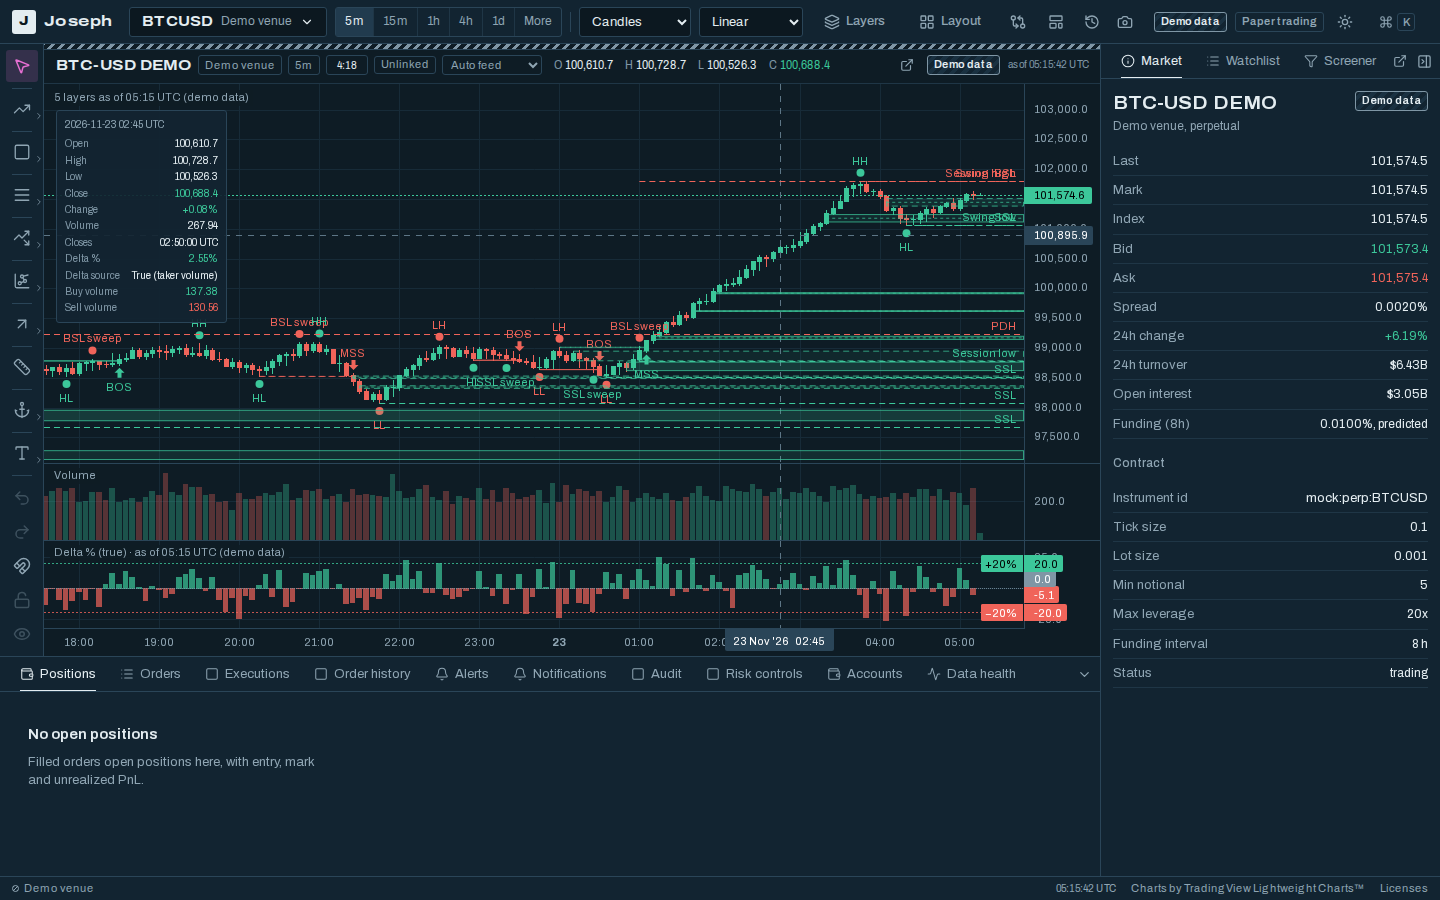 J Joseph
BTCUSD Demo venue
5m 15m 1h 4h 1d More
Candles
Linear
Layers
Layout
Demo data
Paper trading
⌘ K
BTC-USD DEMO
Demo venue
5m
4:18
Unlinked
Auto feed
O 100,610.7 H 100,728.7 L 100,526.3 C 100,688.4
Demo data
as of 05:15:42 UTC
5 layers as of 05:15 UTC (demo data)
2026-11-23 02:45 UTC
Open 100,610.7
High 100,728.7
Low 100,526.3
Close 100,688.4
Change +0.08%
Volume 267.94
Closes 02:50:00 UTC
Delta % 2.55%
Delta source True (taker volume)
Buy volume 137.38
Sell volume 130.56
103,000.0
102,500.0
102,000.0
101,574.6
100,895.9
100,500.0
100,000.0
99,500.0
99,000.0
98,500.0
98,000.0
97,500.0
HH
Session high
Swing low
SSL
HL
BSL sweep
HH
BSL sweep
LH
BOS
LH
BSL sweep
PDH
MSS
BOS
Session low
SSL
HL
BOS
HL
HL
SSL sweep
LL
SSL sweep
LL
MSS
SSL
LL
SSL
Volume
200.0
Delta % (true) · as of 05:15 UTC (demo data)
+20% 20.0
0.0
-5.1
−20% -20.0
18:00 19:00 20:00 21:00 22:00 23:00 23 01:00 23 Nov '26 02:45 04:00 05:00
Positions
Orders
Executions
Order history
Alerts
Notifications
Audit
Risk controls
Accounts
Data health
No open positions
Filled orders open positions here, with entry, mark
and unrealized PnL.
Market
Watchlist
Screener
BTC-USD DEMO
Demo data
Demo venue, perpetual
Last 101,574.5
Mark 101,574.5
Index 101,574.5
Bid 101,573.4
Ask 101,575.4
Spread 0.0020%
24h change +6.19%
24h turnover $6.43B
Open interest $3.05B
Funding (8h) 0.0100%, predicted
Contract
Instrument id mock:perp:BTCUSD
Tick size 0.1
Lot size 0.001
Min notional 5
Max leverage 20x
Funding interval 8 h
Status trading
Demo venue
05:15:42 UTC
Charts by TradingView Lightweight Charts™
Licenses